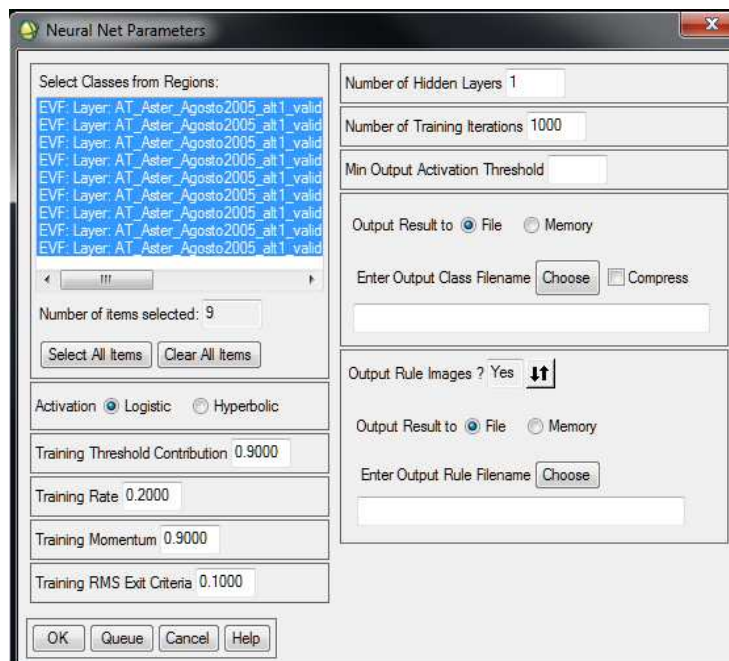 Neural Net Parameters
Select Classes from Regions:
EVF: Layer: AT_Aster_Agosto2005_alt1_valid
EVF: Layer: AT_Aster_Agosto2005_alt1_valid
EVF: Layer: AT_Aster_Agosto2005_alt1_valid
EVF: Layer: AT_Aster_Agosto2005_alt1_valid
EVF: Layer: AT_Aster_Agosto2005_alt1_valid
EVF: Layer: AT_Aster_Agosto2005_alt1_valid
EVF: Layer: AT_Aster_Agosto2005_alt1_valid
EVF: Layer: AT_Aster_Agosto2005_alt1_valid
EVF: Layer: AT_Aster_Agosto2005_alt1_valid
Number of items selected: 9
Select All Items Clear All Items
Activation Logistic Hyperbolic
Training Threshold Contribution 0.9000
Training Rate 0.2000
Training Momentum 0.9000
Training RMS Exit Criteria 0.1000
OK Queue Cancel Help
Number of Hidden Layers 1
Number of Training Iterations 1000
Min Output Activation Threshold
Output Result to File Memory
Enter Output Class Filename Choose Compress
Output Rule Images ? Yes
Output Result to File Memory
Enter Output Rule Filename Choose